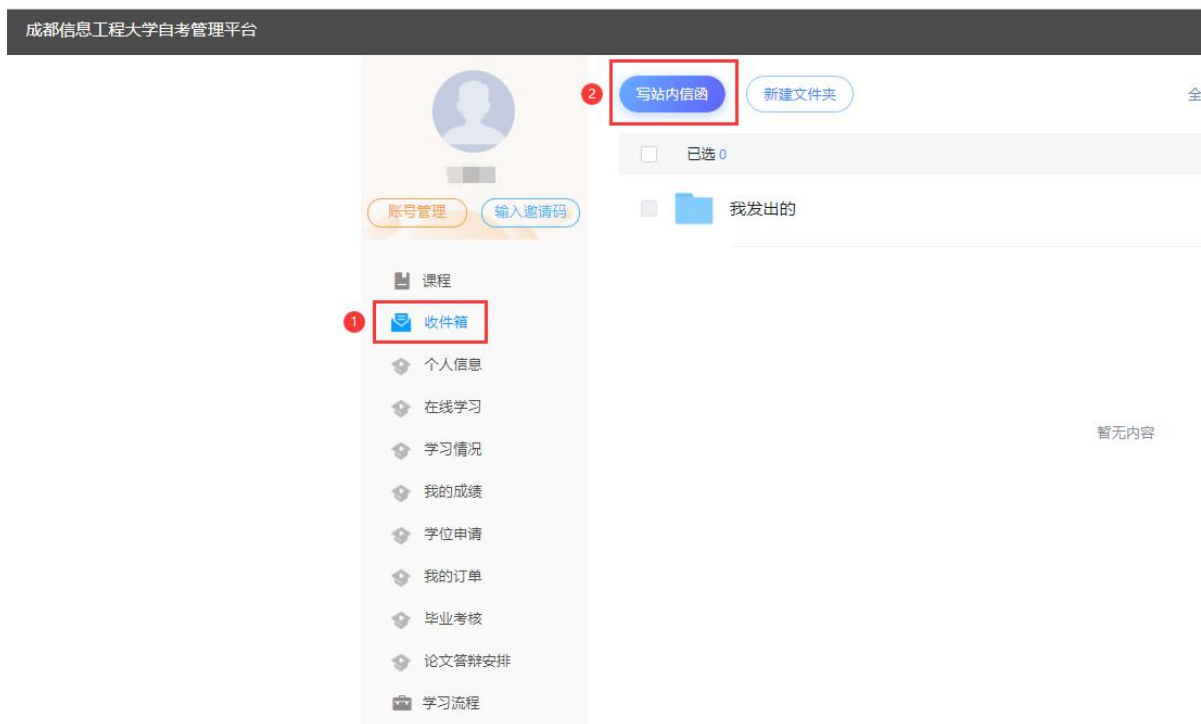 成都信息工程大学自考管理平台
2 写站内信函 新建文件夹 全
已选 0
账号管理 输入邀请码
我发出的
课程
1 收件箱
个人信息
在线学习
暂无内容
学习情况
我的成绩
学位申请
我的订单
毕业考核
论文答辩安排
学习流程